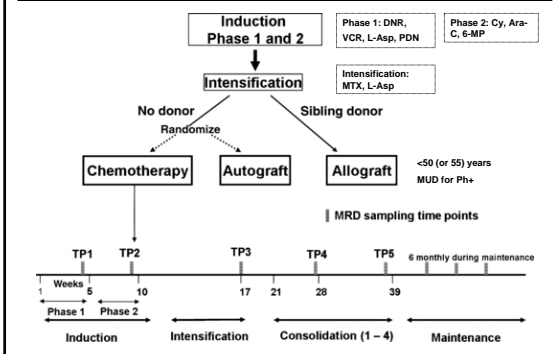 Induction
Phase 1 and 2
Phase 1: DNR,
VCR, L-Asp, PDN
Phase 2: Cy, Ara-
C, 6-MP
Intensification
Intensification:
MTX, L-Asp
No donor
Sibling donor
Randomize
Chemotherapy
Autograft
Allograft
<50 (or 55) years
MUD for Ph+
MRD sampling time points
TP1
TP2
TP3
TP4
TP5
6 monthly during maintenance
Weeks
1
5
10
17
21
28
39
Phase 1
Phase 2
Induction
Intensification
Consolidation (1 – 4)
Maintenance